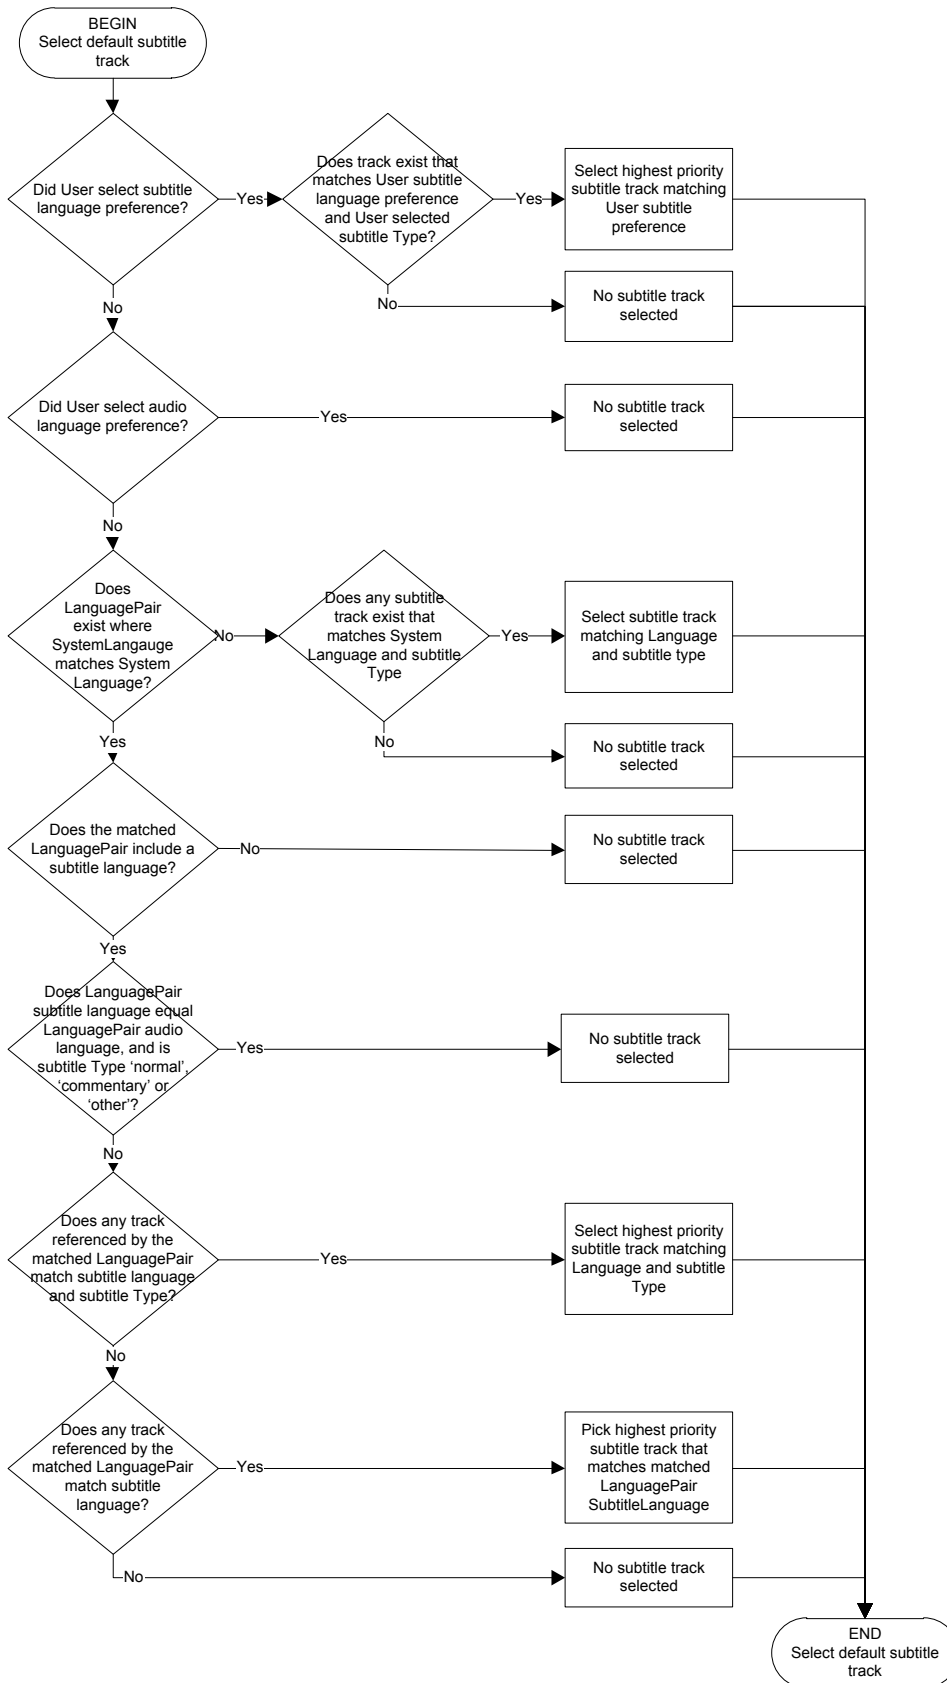 BEGIN
Select default subtitle
track
Did User select subtitle
language preference?
Yes
Does track exist that
matches User subtitle
language preference
and User selected
subtitle Type?
Yes
Select highest priority
subtitle track matching
User subtitle
preference
No
No subtitle track
selected
No
Did User select audio
language preference?
Yes
No subtitle track
selected
No
Does
LanguagePair
exist where
SystemLangauge
matches System
Language?
No
Does any subtitle
track exist that
matches System
Language and subtitle
Type
Yes
Select subtitle track
matching Language
and subtitle type
No
No subtitle track
selected
Yes
Does the matched
LanguagePair include a
subtitle language?
No
No subtitle track
selected
Yes
Does LanguagePair
subtitle language equal
LanguagePair audio
language, and is
subtitle Type ‘normal’,
‘commentary’ or
‘other’?
Yes
No subtitle track
selected
No
Does any track
referenced by the
matched LanguagePair
match subtitle language
and subtitle Type?
Yes
Select highest priority
subtitle track matching
Language and subtitle
Type
No
Does any track
referenced by the
matched LanguagePair
match subtitle
language?
Yes
Pick highest priority
subtitle track that
matches matched
LanguagePair
SubtitleLanguage
No
No subtitle track
selected
END
Select default subtitle
track